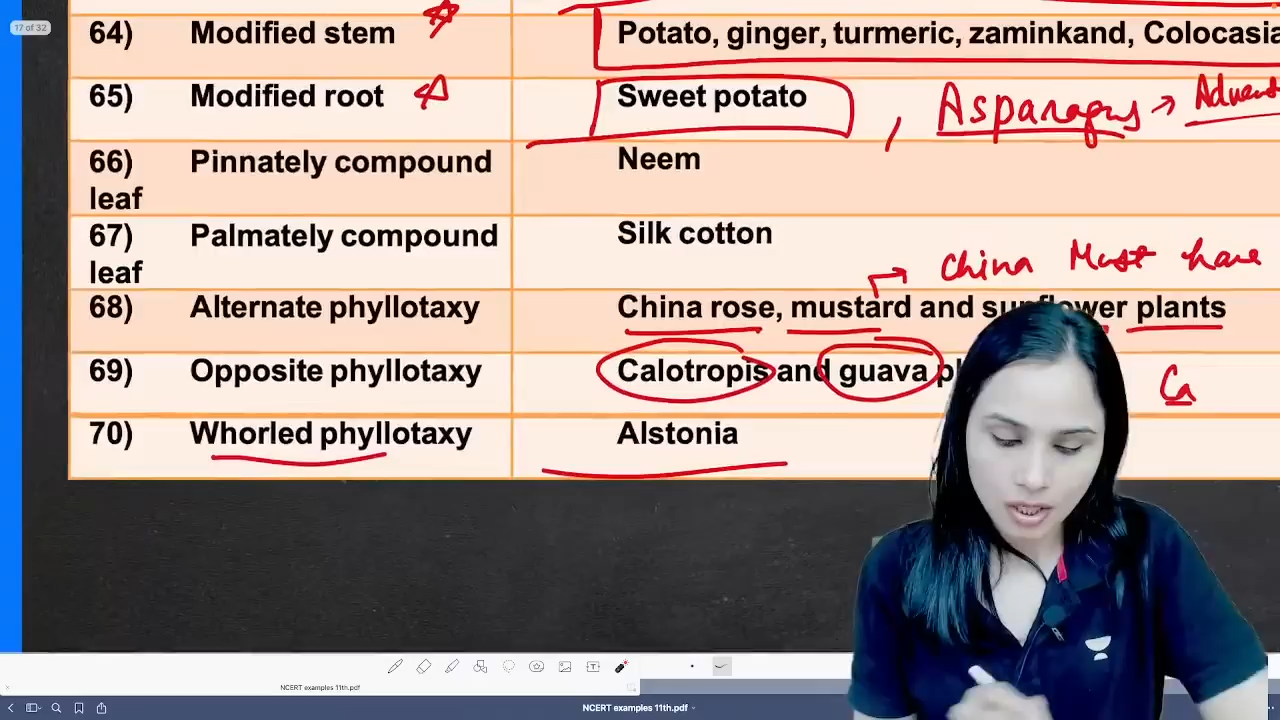 17 of 32
64) Modified stem Potato, ginger, turmeric, zaminkand, Colocasia
65) Modified root Sweet potato , Asparagus →
66) Pinnately compound leaf Neem
67) Palmately compound leaf Silk cotton
China Must have
68) Alternate phyllotaxy China rose, mustard and sunflower plants
69) Opposite phyllotaxy Calotropis and guava Ca
70) Whorled phyllotaxy Alstonia
NCERT examples 11th.pdf
NCERT examples 11th.pdf